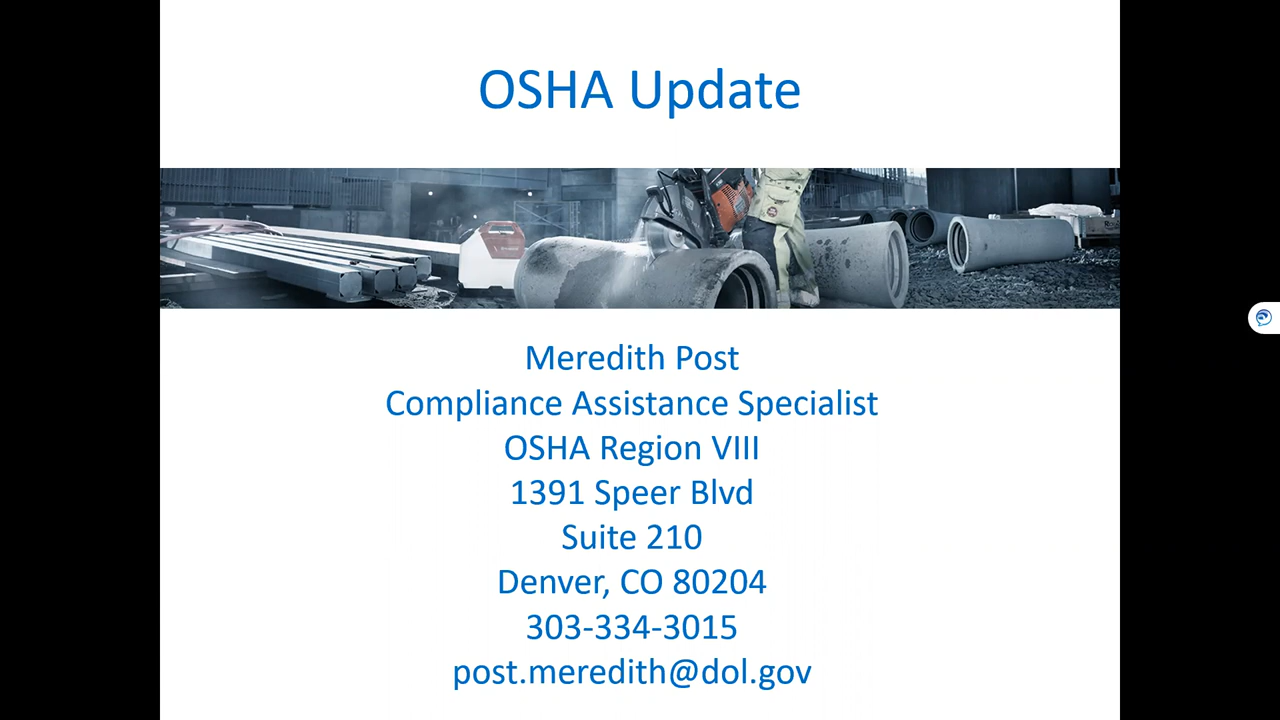 OSHA Update
Meredith Post
Compliance Assistance Specialist
OSHA Region VIII
1391 Speer Blvd
Suite 210
Denver, CO 80204
303-334-3015
post.meredith@dol.gov